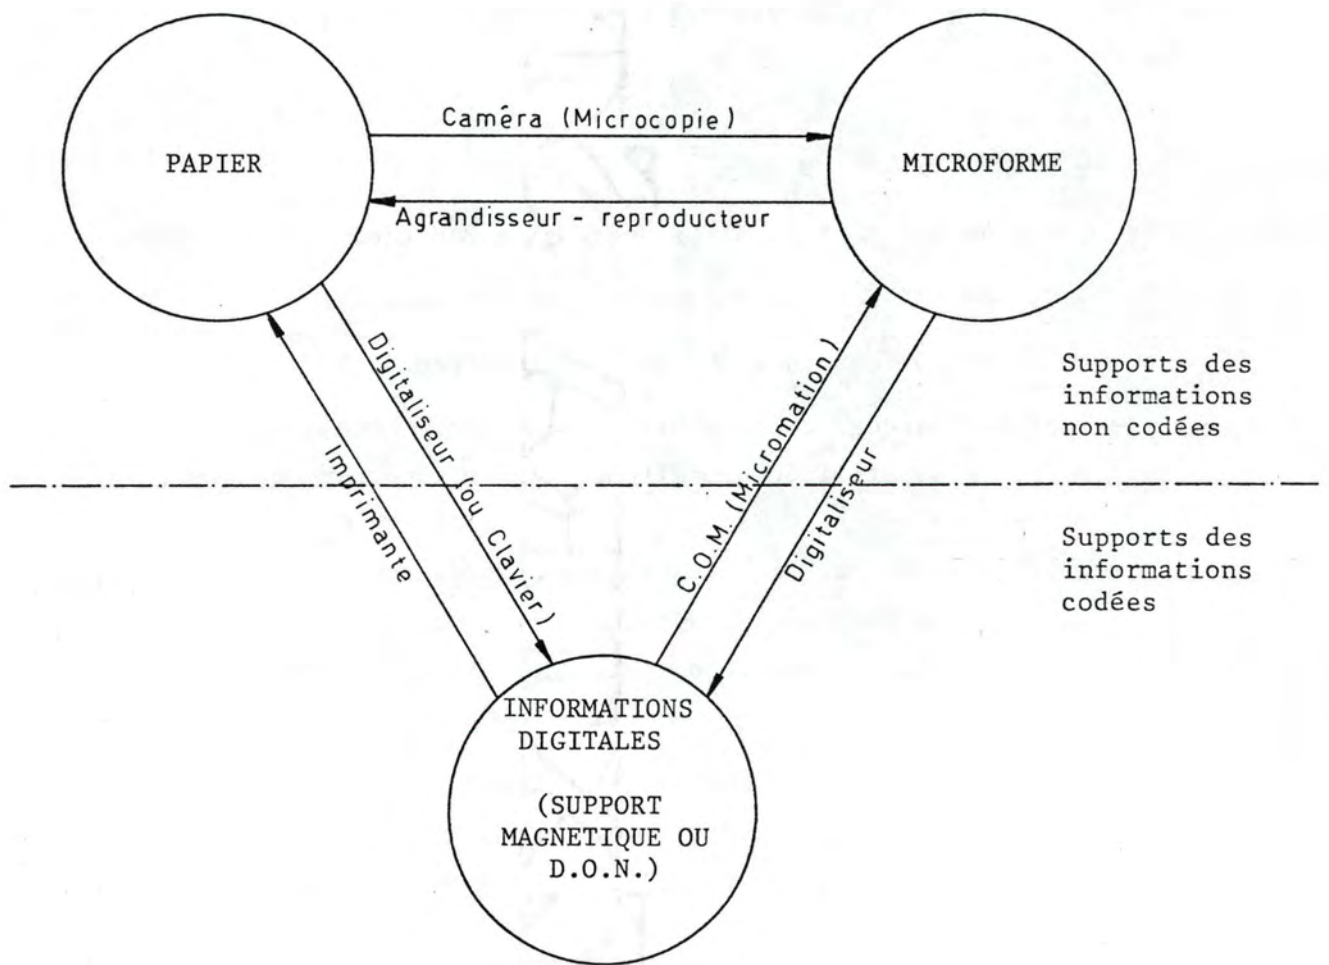 Caméra (Microcopie)
PAPIER
MICROFORME
Agrandisseur - reproducteur
Digitaliseur (ou Clavier)
Imprimante
C.O.M. (Micromation)
Digitaliseur
Supports des
informations
non codées
Supports des
informations
codées
INFORMATIONS
DIGITALES
(SUPPORT
MAGNETIQUE OU
D.O.N.)